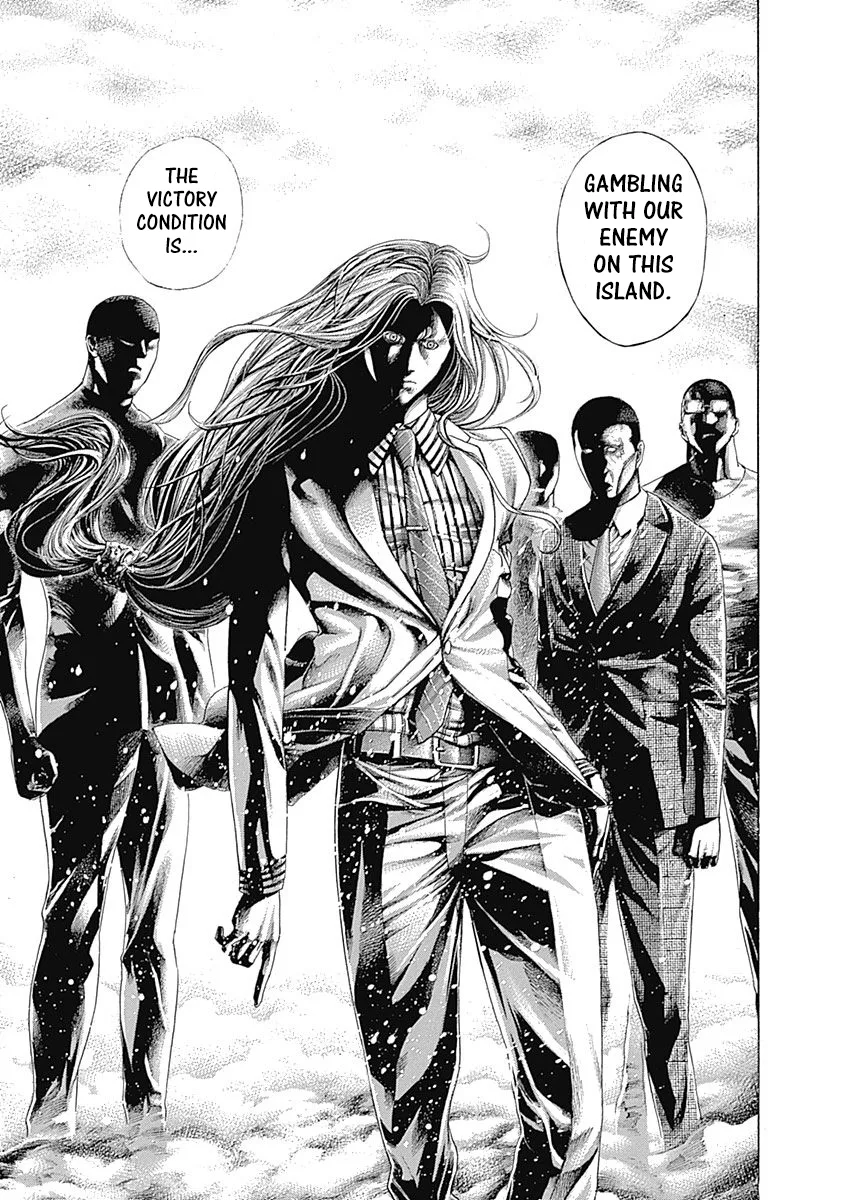 GAMBLING
WITH OUR
ENEMY
ON THIS
ISLAND.
THE
VICTORY
CONDITION
IS...